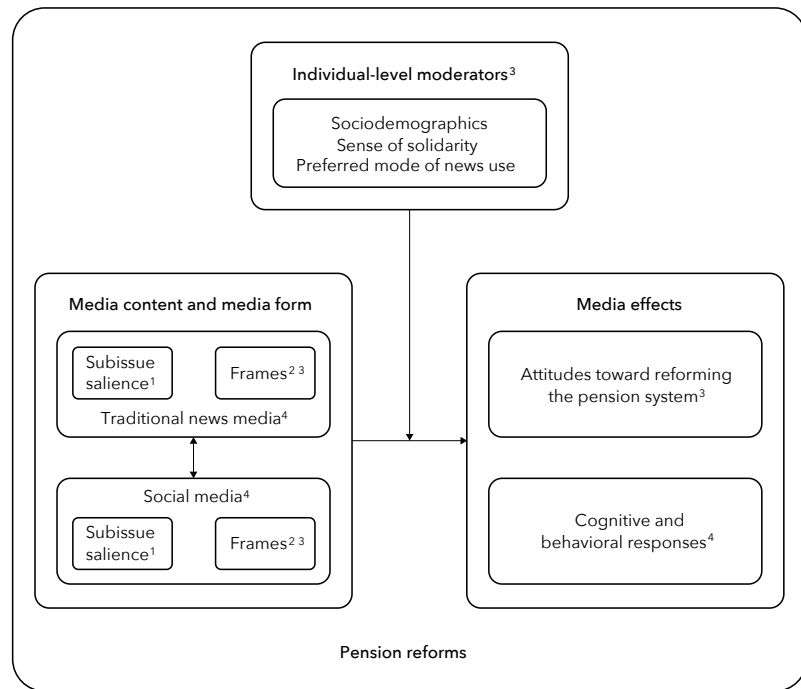 Individual-level moderators³
Sociodemographics
Sense of solidarity
Preferred mode of news use
Media content and media form
Subissue
salience¹
Frames² ³
Traditional news media⁴
Social media⁴
Subissue
salience¹
Frames² ³
Media effects
Attitudes toward reforming
the pension system³
Cognitive and
behavioral responses⁴
Pension reforms